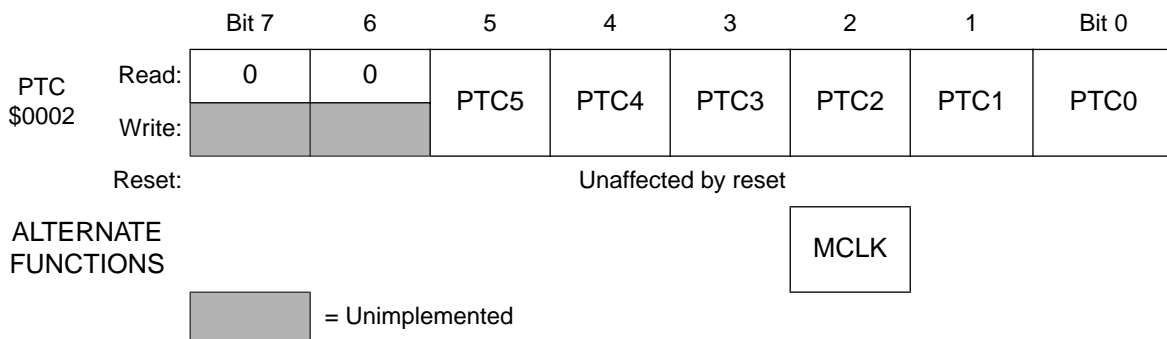 Bit 7 6 5 4 3 2 1 Bit 0
PTC
$0002
Read: 0 0 PTC5 PTC4 PTC3 PTC2 PTC1 PTC0
Write:
Reset: Unaffected by reset
ALTERNATE
FUNCTIONS
MCLK
= Unimplemented